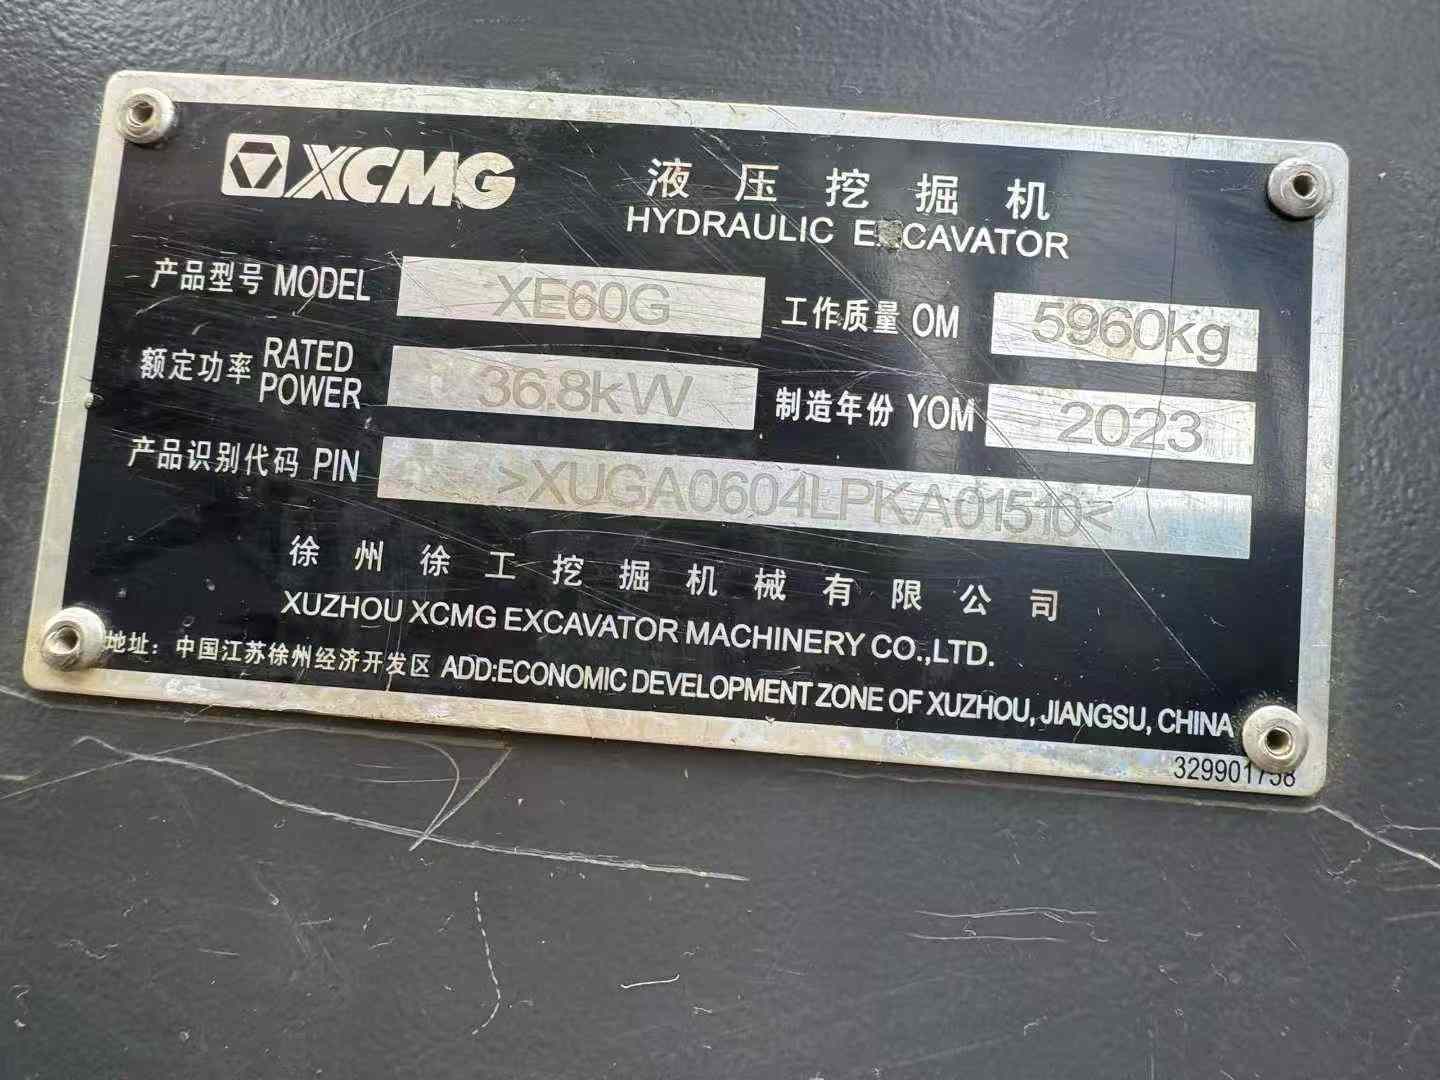 XCMG
液压挖掘机
HYDRAULIC EXCAVATOR
产品型号 MODEL XE60G 工作质量 OM 5960kg
额定功率 RATED POWER 36.8kW 制造年份 YOM 2023
产品识别代码 PIN >XUGA0604LPKA01510<
徐州徐工挖掘机械有限公司
XUZHOU XCMG EXCAVATOR MACHINERY CO.,LTD.
地址：中国江苏徐州经济开发区 ADD:ECONOMIC DEVELOPMENT ZONE OF XUZHOU, JIANGSU, CHINA
329901758